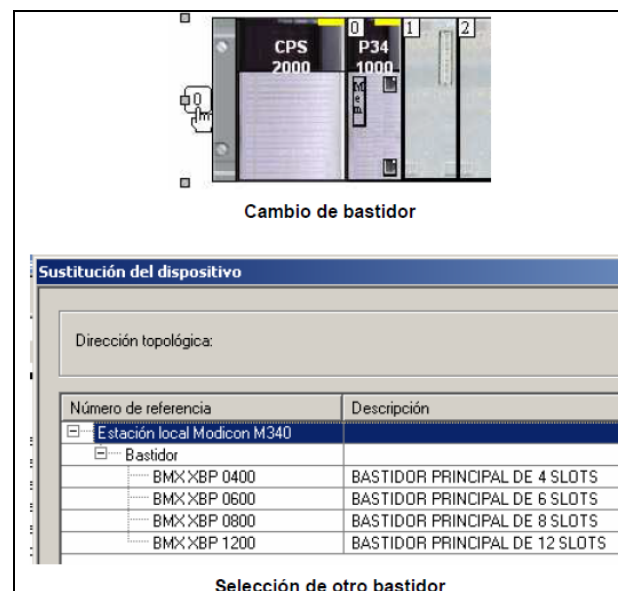 0 1 2
CPS P34
2000 1000
0
Cambio de bastidor
Sustitución del dispositivo
Dirección topológica:
Número de referencia Descripción
Estación local Modicon M340
Bastidor
BMX XBP 0400 BASTIDOR PRINCIPAL DE 4 SLOTS
BMX XBP 0600 BASTIDOR PRINCIPAL DE 6 SLOTS
BMX XBP 0800 BASTIDOR PRINCIPAL DE 8 SLOTS
BMX XBP 1200 BASTIDOR PRINCIPAL DE 12 SLOTS
Selección de otro bastidor